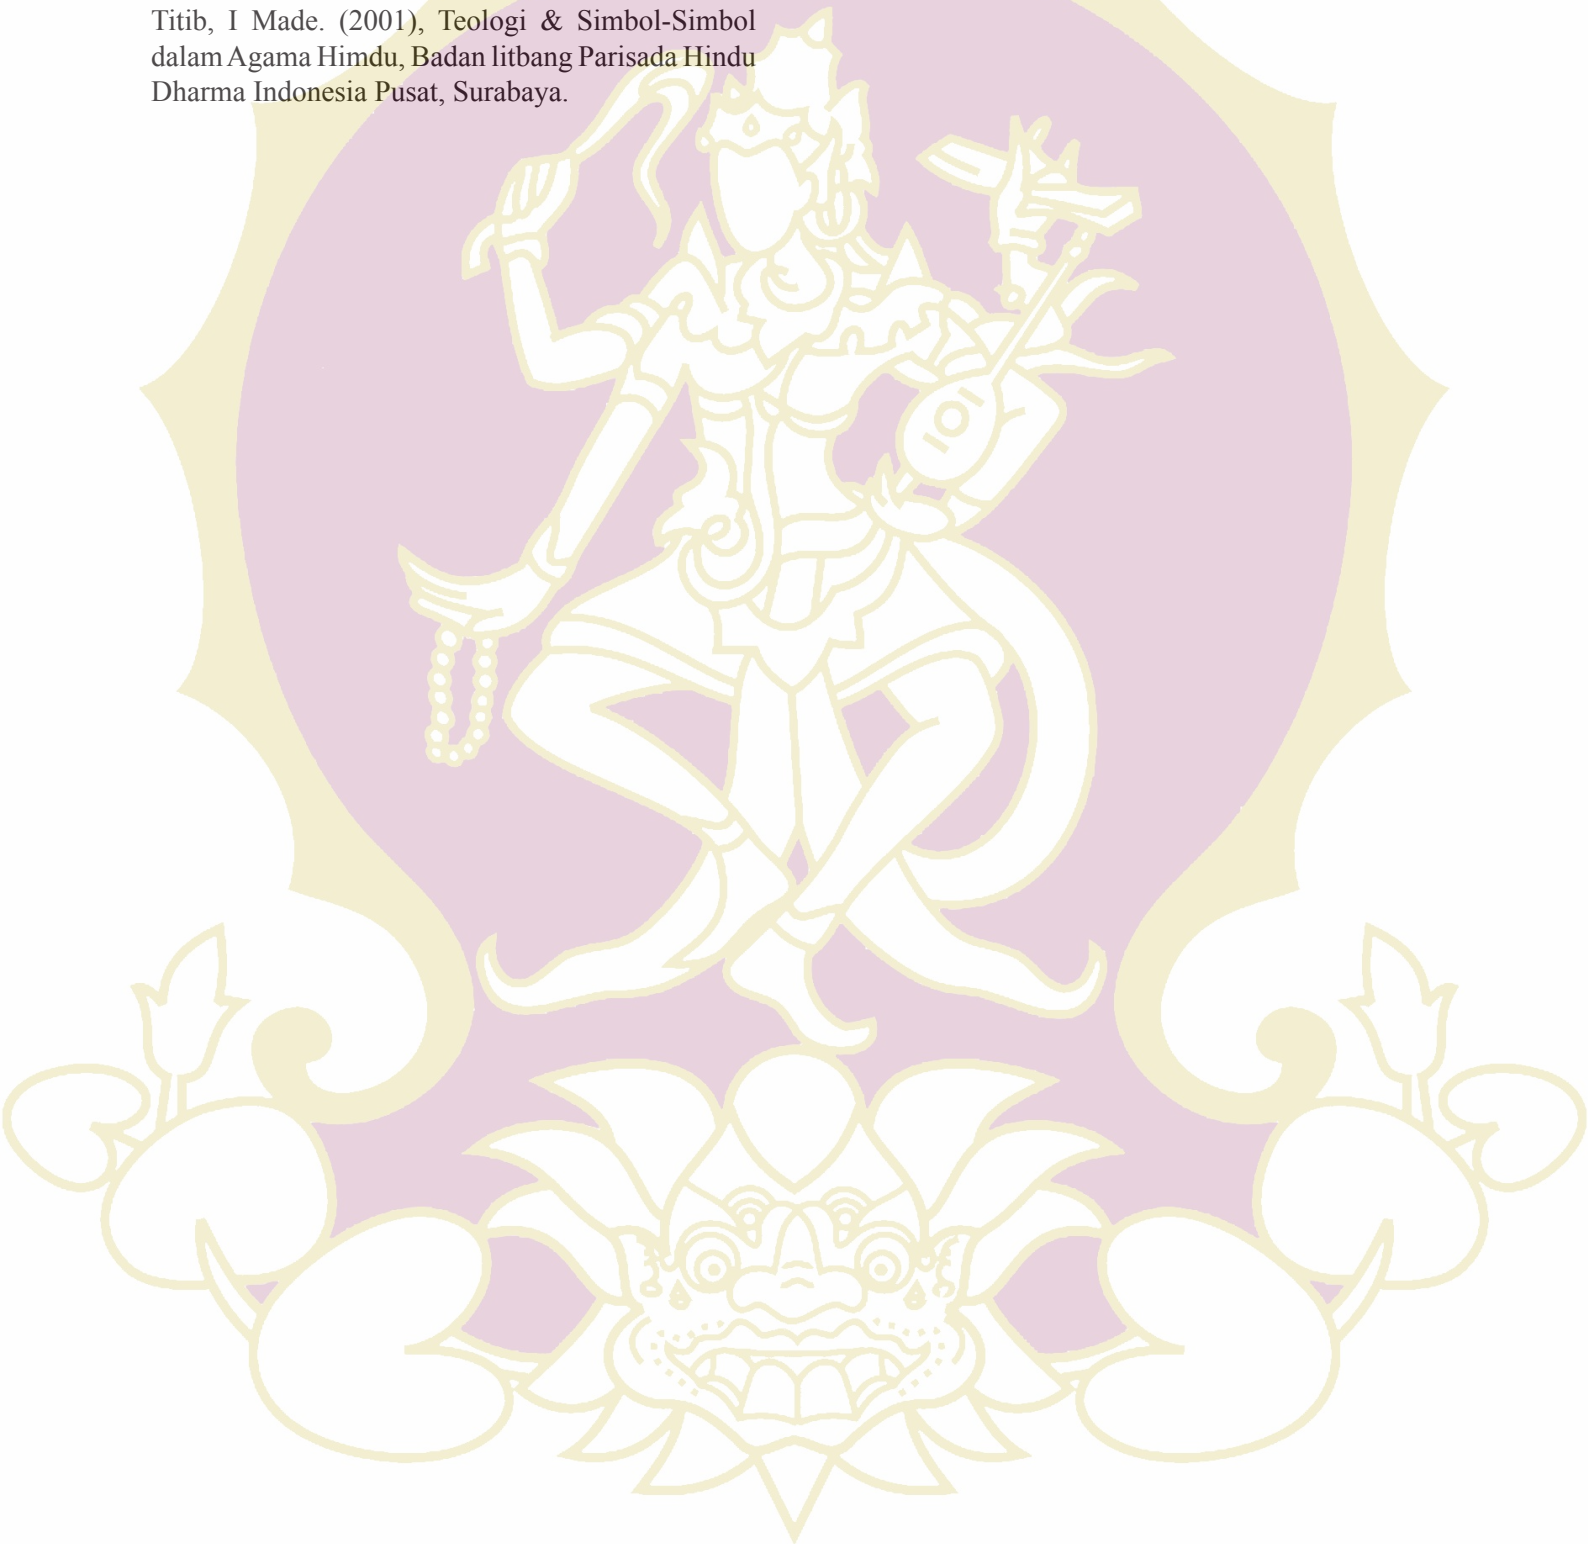 Titib, I Made. (2001), Teologi & Simbol-Simbol
dalam Agama Himdu, Badan litbang Parisada Hindu
Dharma Indonesia Pusat, Surabaya.